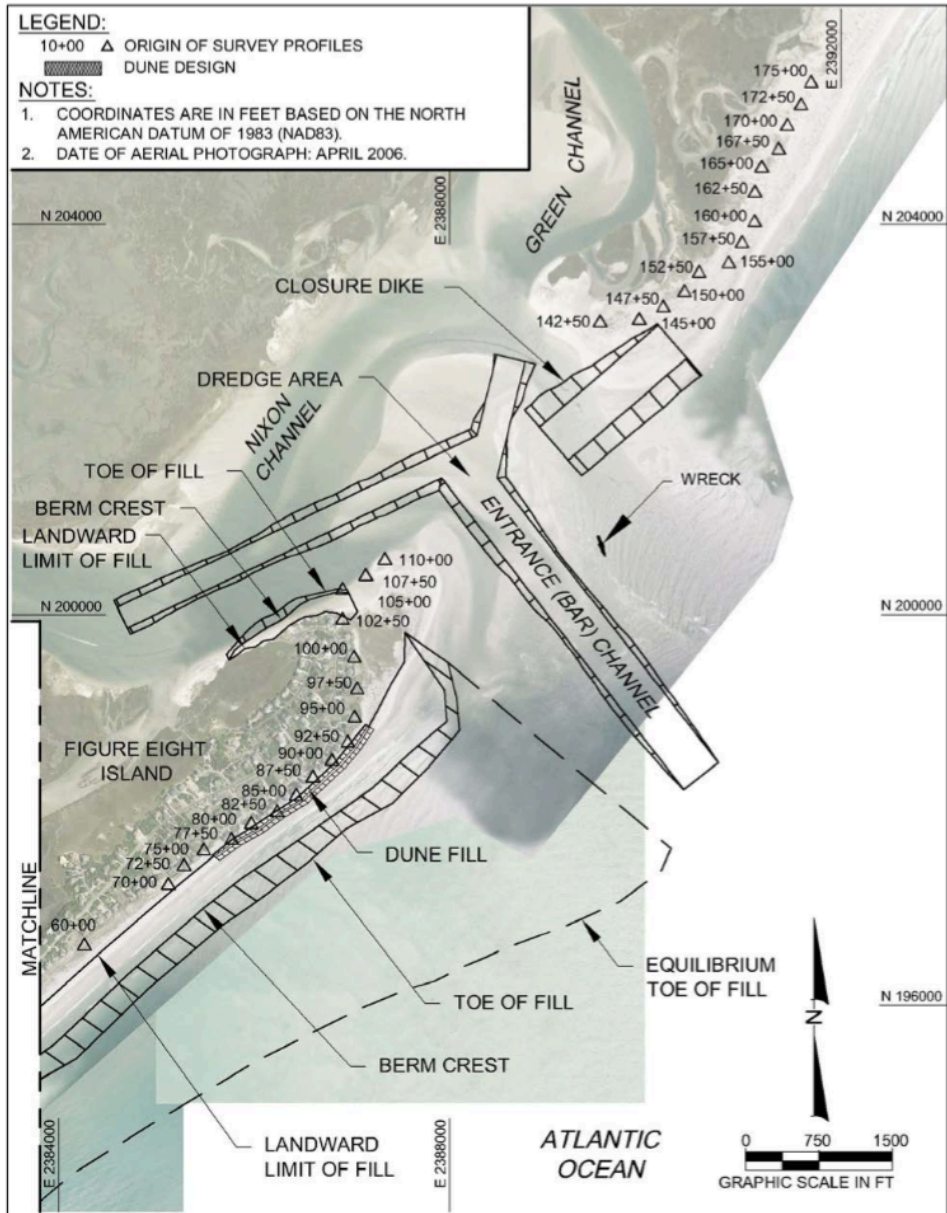 LEGEND:
10+00 △ ORIGIN OF SURVEY PROFILES
DUNE DESIGN
NOTES:
1. COORDINATES ARE IN FEET BASED ON THE NORTH
AMERICAN DATUM OF 1983 (NAD83).
2. DATE OF AERIAL PHOTOGRAPH: APRIL 2006.
E 2392000
E 2388000
N 204000
N 204000
GREEN CHANNEL
175+00
172+50
170+00
167+50
165+00
162+50
160+00
157+50
155+00
152+50
150+00
147+50
145+00
142+50
CLOSURE DIKE
DREDGE AREA
NIXON
CHANNEL
TOE OF FILL
BERM CREST
LANDWARD
LIMIT OF FILL
WRECK
ENTRANCE (BAR) CHANNEL
N 200000
N 200000
110+00
107+50
105+00
102+50
100+00
97+50
95+00
92+50
90+00
87+50
85+00
82+50
80+00
77+50
75+00
72+50
70+00
60+00
FIGURE EIGHT
ISLAND
MATCHLINE
DUNE FILL
EQUILIBRIUM
TOE OF FILL
TOE OF FILL
N 196000
BERM CREST
LANDWARD
LIMIT OF FILL
E 2384000
E 2388000
ATLANTIC
OCEAN
N
0 750 1500
GRAPHIC SCALE IN FT